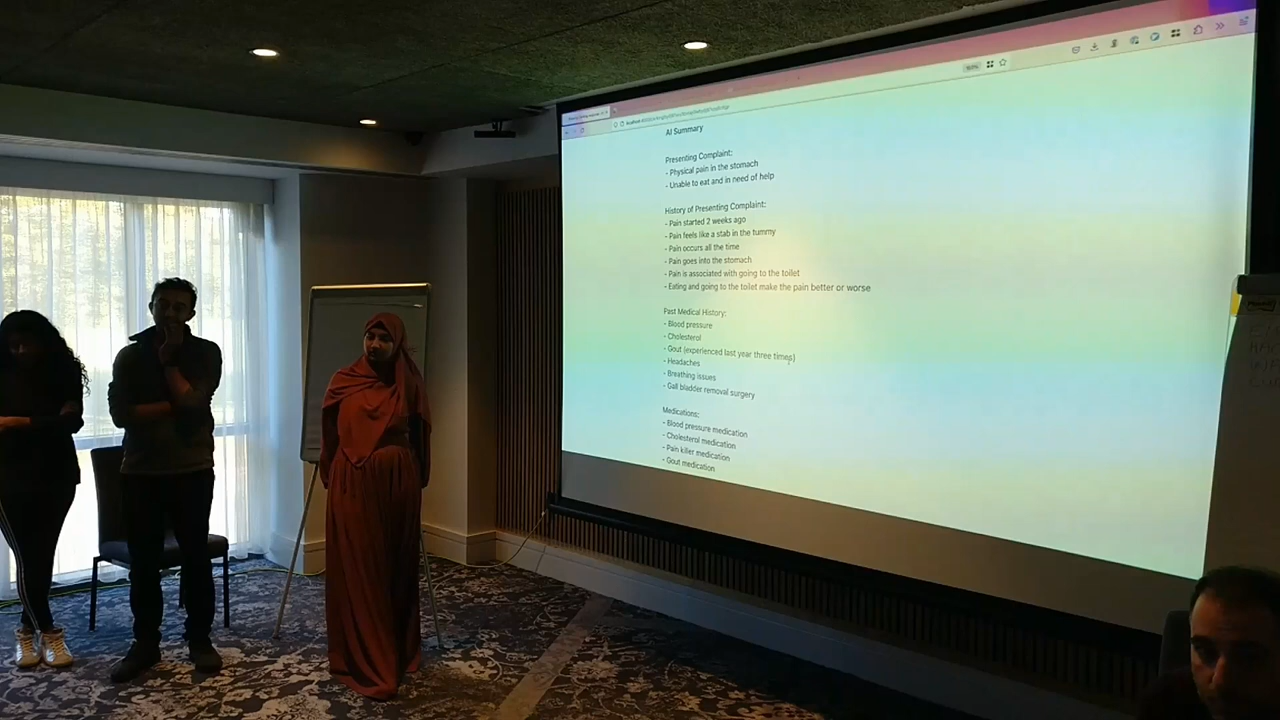 AI Summary
Presenting Complaint:
- Physical pain in the stomach
- Unable to eat and in need of help
History of Presenting Complaint:
- Pain started 2 weeks ago
- Pain feels like a stab in the tummy
- Pain occurs all the time
- Pain goes into the stomach
- Pain is associated with going to the toilet
- Eating and going to the toilet make the pain better or worse
Past Medical History:
- Blood pressure
- Cholesterol
- Gout (experienced last year three times)
- Headaches
- Breathing issues
- Gall bladder removal surgery
Medications:
- Blood pressure medication
- Cholesterol medication
- Pain killer medication
- Gout medication